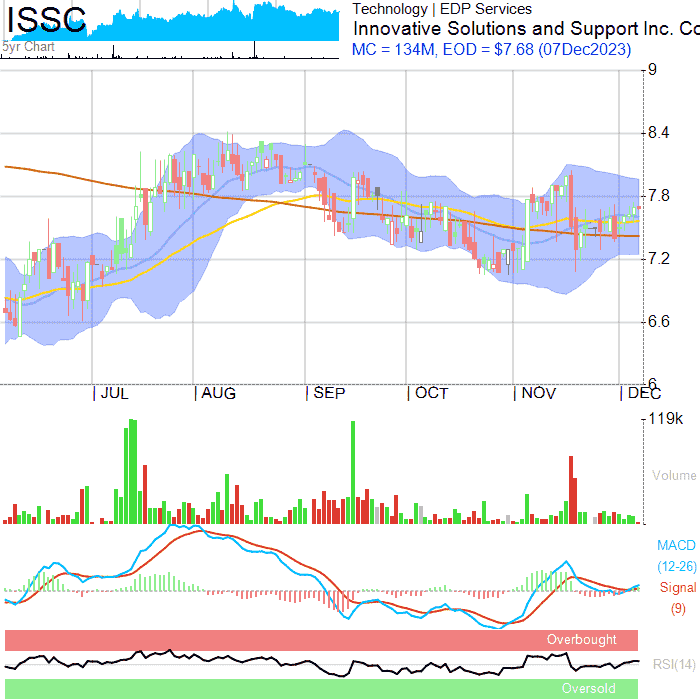 ISSC
5yr Chart
Technology | EDP Services
Innovative Solutions and Support Inc. Co
MC = 134M, EOD = $7.68 (07Dec2023)
9
8.4
7.8
7.2
6.6
6
JUL AUG SEP OCT NOV DEC
119k
Volume
MACD
(12-26)
Signal
(9)
Overbought
RSI(14)
Oversold